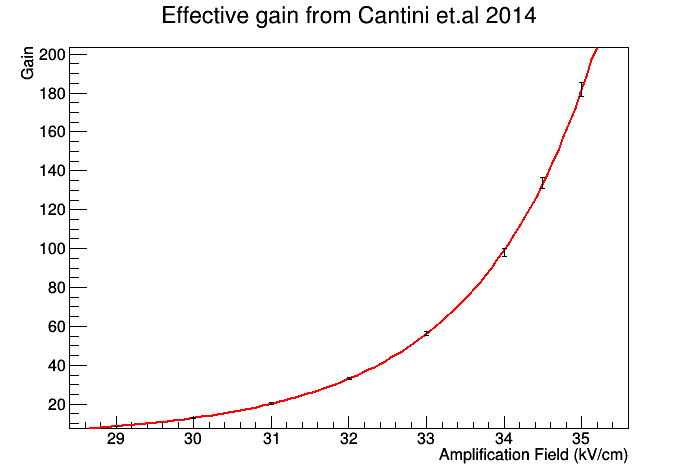 Effective gain from Cantini et.al 2014
Gain
200
180
160
140
120
100
80
60
40
20
29 30 31 32 33 34 35
Amplification Field (kV/cm)